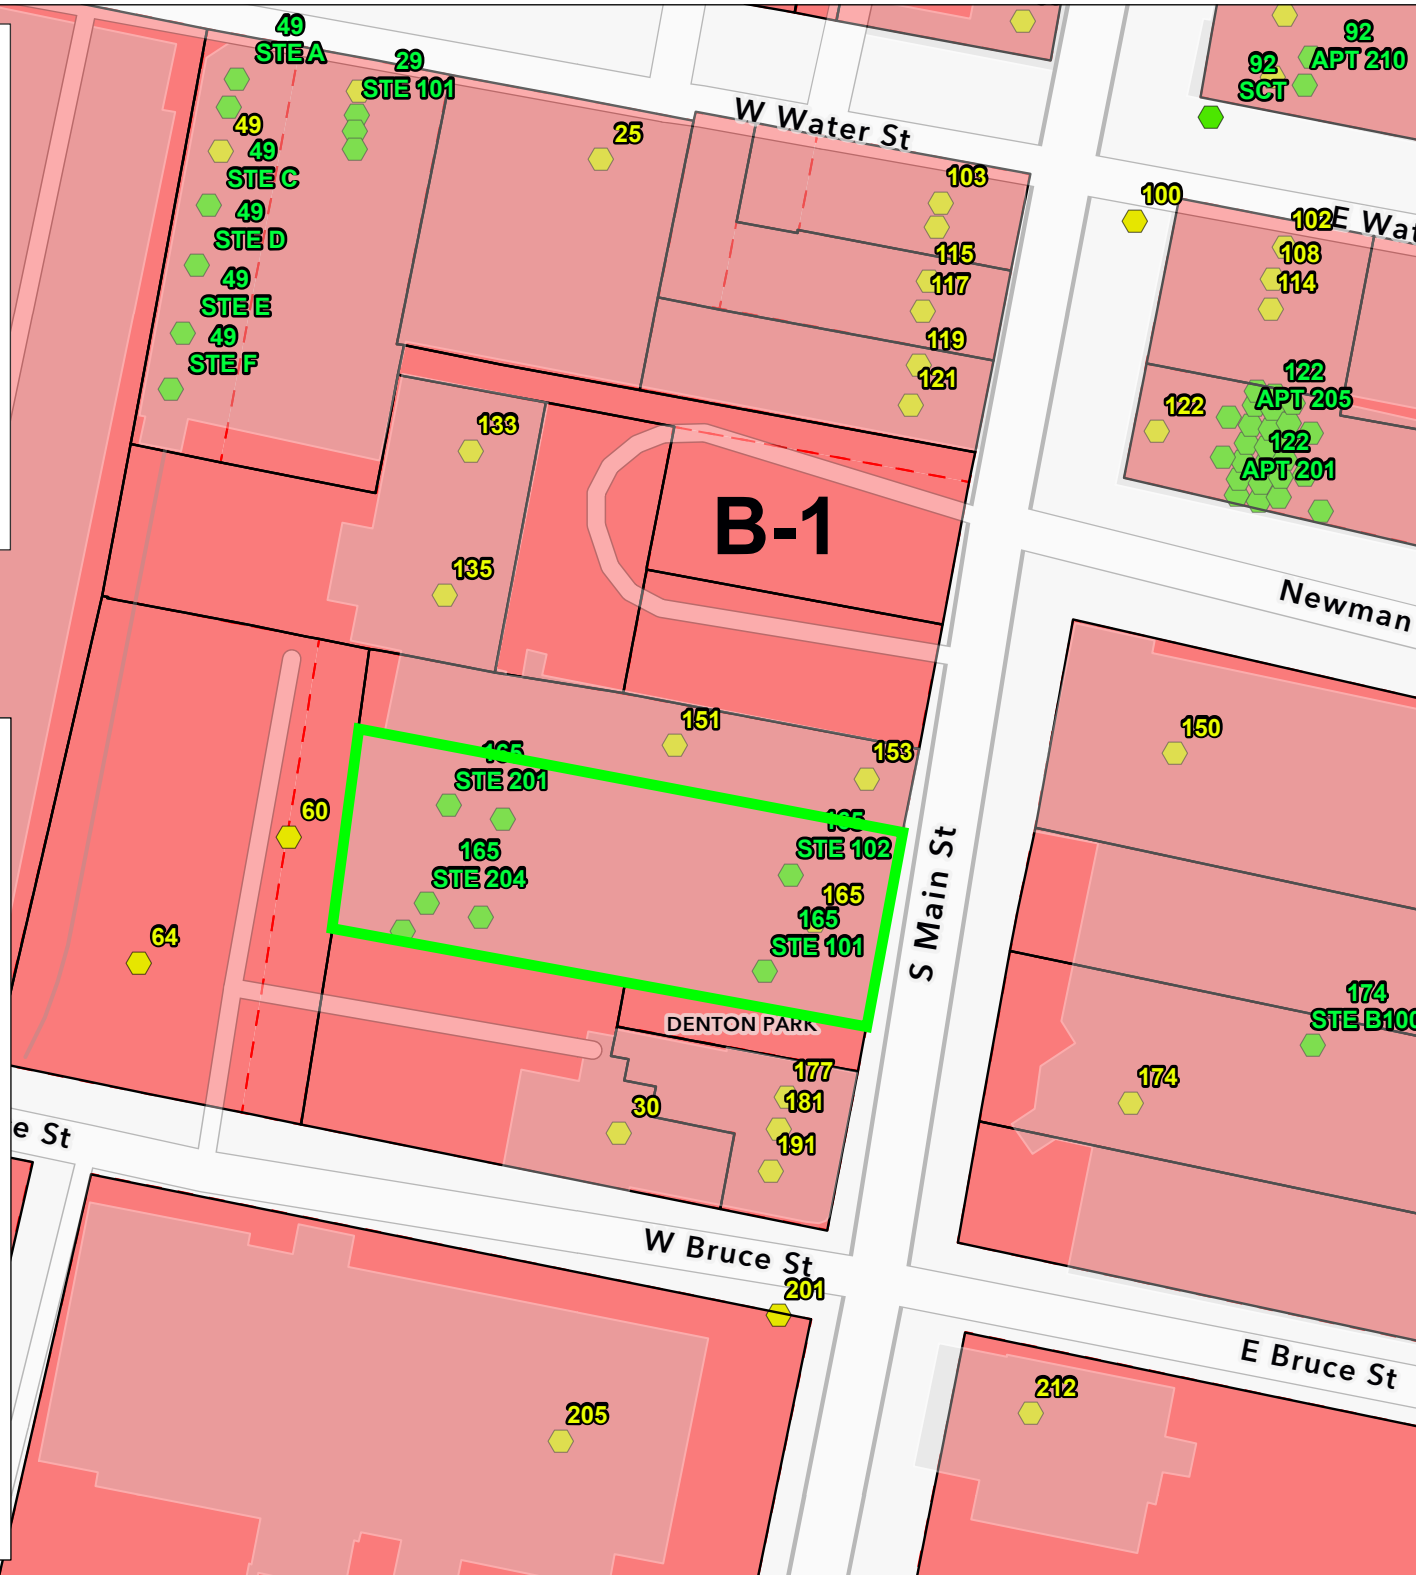 49
STE A
29
STE 101
92
APT 210
92
SCT
W Water St
49
25
49
STE C
103
100
49
STE D
102
E Wat
115
108
117
114
49
STE E
49
STE F
119
121
122
APT 205
122
133
122
APT 201
B-1
135
Newman
151
150
153
165
STE 201
60
165
STE 102
165
STE 204
165
165
STE 101
S Main St
64
174
STE B100
DENTON PARK
177
174
181
30
191
e St
W Bruce St
201
E Bruce St
212
205